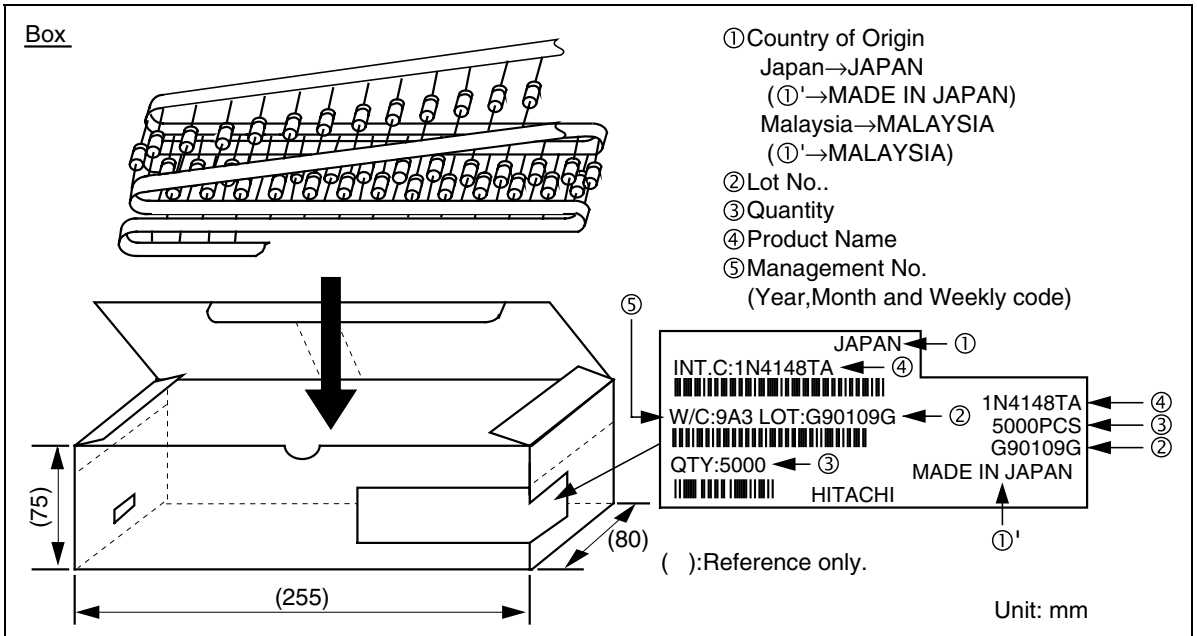 Box
①Country of Origin
Japan→JAPAN
(①'→MADE IN JAPAN)
Malaysia→MALAYSIA
(①'→MALAYSIA)
②Lot No..
③Quantity
④Product Name
⑤Management No.
(Year,Month and Weekly code)
⑤
JAPAN ①
INT.C:1N4148TA ④
W/C:9A3 LOT:G90109G ②
QTY:5000 ③
HITACHI
1N4148TA ④
5000PCS ③
G90109G ②
MADE IN JAPAN
①'
(75)
(80)
(255)
( ):Reference only.
Unit: mm